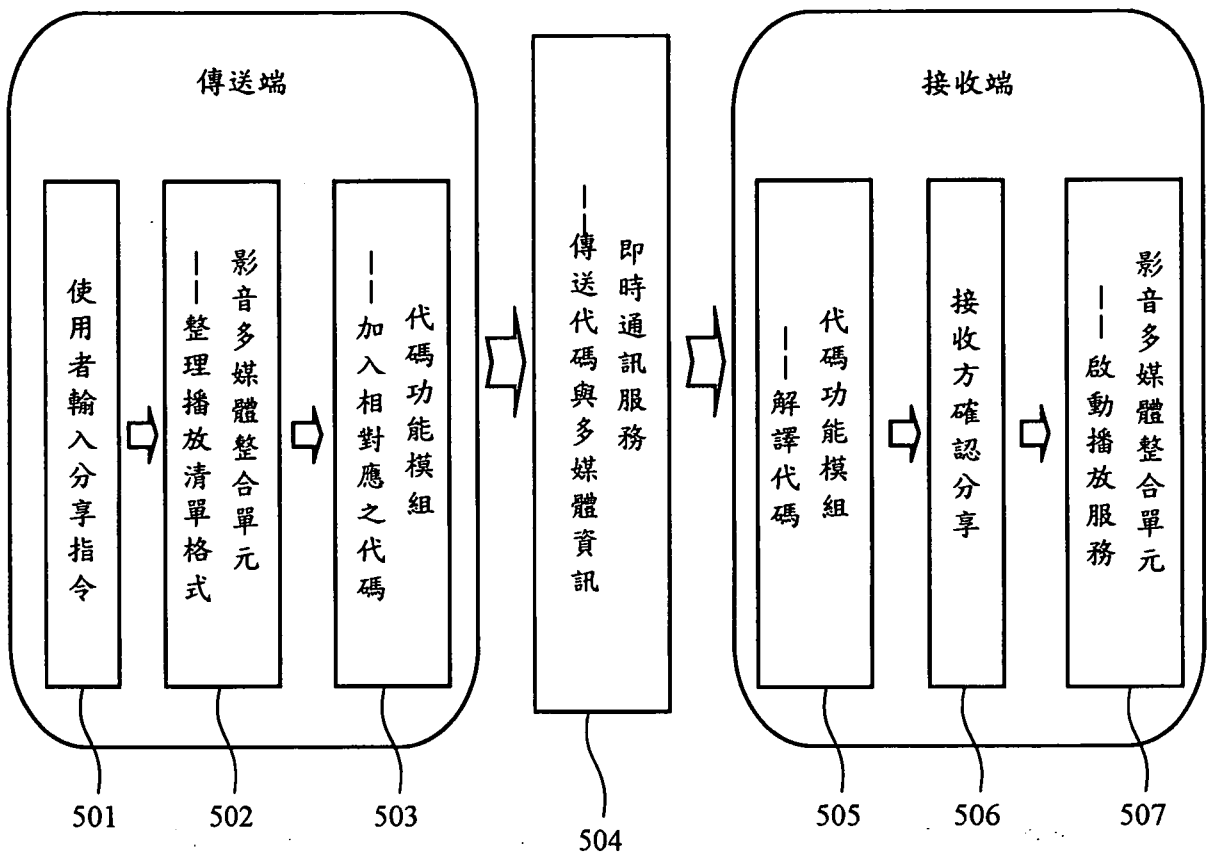 傳送端
使用者輸入分享指令
影音多媒體整合單元
——整理播放清單格式
代碼功能模組
——加入相對應之代碼
即時通訊服務
——傳送代碼與多媒體資訊
接收端
代碼功能模組
——解譯代碼
接收方確認分享
影音多媒體整合單元
——啟動播放服務
501
502
503
504
505
506
507